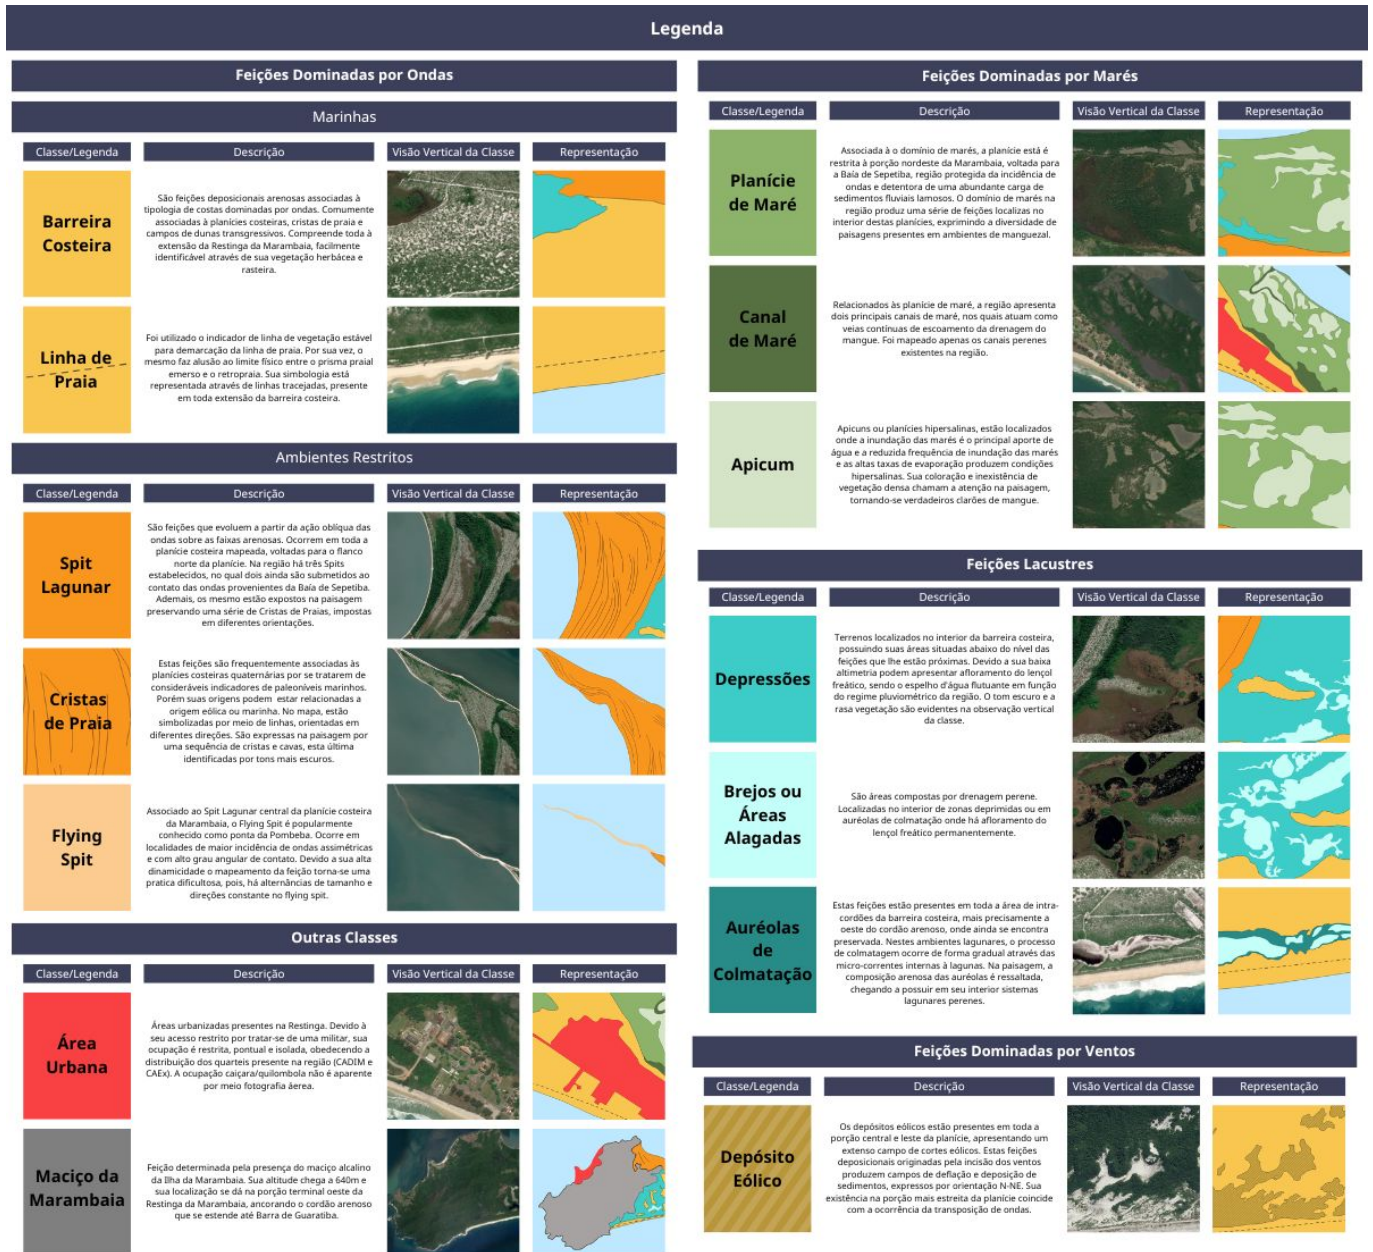 Legenda
Feições Dominadas por Ondas
Marinhas
Classe/Legenda
Descrição
Visão Vertical da Classe
Representação
Barreira
Costeira
São feições deposicionais arenosas associadas à
tipologia de costas dominadas por ondas. Comumente
associadas à planícies costeiras, cristas de praia e
campos de dunas transgressivos. Compreende toda à
extensão da Restinga da Marambaia, facilmente
identificável através de sua vegetação herbácea e
rasteira.
Linha de
Praia
Foi utilizado o indicador de linha de vegetação estável
para demarcação da linha de praia. Por sua vez, o
mesmo faz alusão ao limite físico entre o prisma praial
emerso e o retropraia. Sua simbologia está
representada através de linhas tracejadas, presente
em toda extensão da barreira costeira.
Ambientes Restritos
Classe/Legenda
Descrição
Visão Vertical da Classe
Representação
Spit
Lagunar
São feições que evoluem a partir da ação oblíqua das
ondas sobre as faixas arenosas. Ocorrem em toda a
planície costeira mapeada, voltadas para o flanco
norte da planície. Na região há três Spits
estabelecidos, no qual dois ainda são submetidos ao
contato das ondas provenientes da Baía de Sepetiba.
Ademais, os mesmo estão expostos na paisagem
preservando uma série de Cristas de Praias, impostas
em diferentes orientações.
Cristas
de Praia
Estas feições são frequentemente associadas às
planícies costeiras quaternárias por se tratarem de
consideráveis indicadores de paleoníveis marinhos.
Porém suas origens podem estar relacionadas a
origem eólica ou marinha. No mapa, estão
simbolizadas por meio de linhas, orientadas em
diferentes direções. São expressas na paisagem por
uma sequência de cristas e cavas, esta última
identificadas por tons mais escuros.
Flying
Spit
Associado ao Spit Lagunar central da planície costeira
da Marambaia, o Flying Spit é popularmente
conhecido como ponta da Pombeba. Ocorre em
localidades de maior incidência de ondas assimétricas
e com alto grau angular de contato. Devido a sua alta
dinamicidade o mapeamento da feição torna-se uma
pratica dificultosa, pois, há alternâncias de tamanho e
direções constante no flying spit.
Outras Classes
Classe/Legenda
Descrição
Visão Vertical da Classe
Representação
Área
Urbana
Áreas urbanizadas presentes na Restinga. Devido à
seu acesso restrito por tratar-se de uma militar, sua
ocupação é restrita, pontual e isolada, obedecendo a
distribuição dos quarteis presente na região (CADIM e
CAEx). A ocupação caiçara/quilombola não é aparente
por meio fotografia áerea.
Maciço da
Marambaia
Feição determinada pela presença do maciço alcalino
da Ilha da Marambaia. Sua altitude chega a 640m e
sua localização se dá na porção terminal oeste da
Restinga da Marambaia, ancorando o cordão arenoso
que se estende até Barra de Guaratiba.
Feições Dominadas por Marés
Classe/Legenda
Descrição
Visão Vertical da Classe
Representação
Planície
de Maré
Associada à o domínio de marés, a planície está é
restrita à porção nordeste da Marambaia, voltada para
a Baía de Sepetiba, região protegida da incidência de
ondas e detentora de uma abundante carga de
sedimentos fluviais lamosos. O domínio de marés na
região produz uma série de feições localizas no
interior destas planícies, exprimindo a diversidade de
paisagens presentes em ambientes de manguezal.
Canal
de Maré
Relacionados às planície de maré, a região apresenta
dois principais canais de maré, nos quais atuam como
veias contínuas de escoamento da drenagem do
mangue. Foi mapeado apenas os canais perenes
existentes na região.
Apicum
Apicuns ou planícies hipersalinas, estão localizados
onde a inundação das marés é o principal aporte de
água e a reduzida frequência de inundação das marés
e as altas taxas de evaporação produzem condições
hipersalinas. Sua coloração e inexistência de
vegetação densa chamam a atenção na paisagem,
tornando-se verdadeiros clarões de mangue.
Feições Lacustres
Classe/Legenda
Descrição
Visão Vertical da Classe
Representação
Depressões
Terrenos localizados no interior da barreira costeira,
possuindo suas áreas situadas abaixo do nível das
feições que lhe estão próximas. Devido a sua baixa
altimetria podem apresentar afloramento do lençol
freático, sendo o espelho d'água flutuante em função
do regime pluviométrico da região. O tom escuro e a
rasa vegetação são evidentes na observação vertical
da classe.
Brejos ou
Áreas
Alagadas
São áreas compostas por drenagem perene.
Localizadas no interior de zonas deprimidas ou em
auréolas de colmatação onde há afloramento do
lençol freático permanentemente.
Auréolas
de
Colmatação
Estas feições estão presentes em toda a área de intra-
cordões da barreira costeira, mais precisamente a
oeste do cordão arenoso, onde ainda se encontra
preservada. Nestes ambientes lagunares, o processo
de colmatagem ocorre de forma gradual através das
micro-correntes internas à lagunas. Na paisagem, a
composição arenosa das auréolas é ressaltada,
chegando a possuir em seu interior sistemas
lagunares perenes.
Feições Dominadas por Ventos
Classe/Legenda
Descrição
Visão Vertical da Classe
Representação
Depósito
Eólico
Os depósitos eólicos estão presentes em toda a
porção central e leste da planície, apresentando um
extenso campo de cortes eólicos. Estas feições
deposicionais originadas pela incisão dos ventos
produzem campos de deflação e deposição de
sedimentos, expressos por orientação N-NE. Sua
existência na porção mais estreita da planície coincide
com a ocorrência da transposição de ondas.